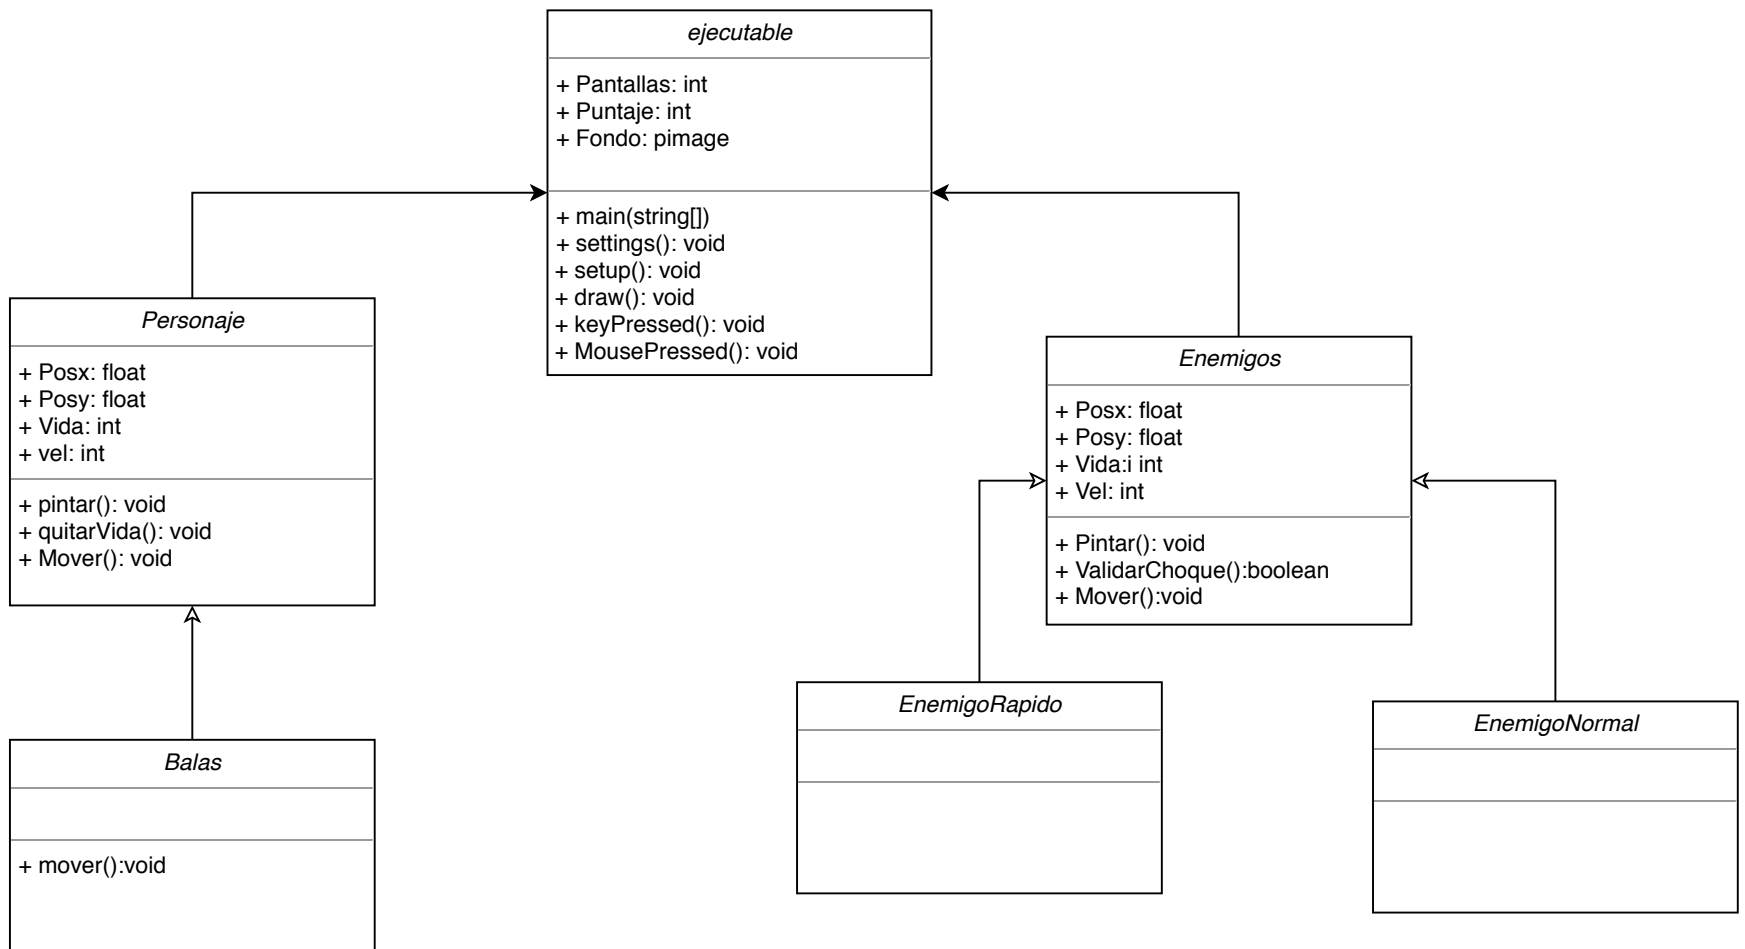 ejecutable
+ Pantallas: int
+ Puntaje: int
+ Fondo: pimage
+ main(string[])
+ settings(): void
+ setup(): void
+ draw(): void
+ keyPressed(): void
+ MousePressed(): void
Personaje
+ Posx: float
+ Posy: float
+ Vida: int
+ vel: int
+ pintar(): void
+ quitarVida(): void
+ Mover(): void
Enemigos
+ Posx: float
+ Posy: float
+ Vida:i int
+ Vel: int
+ Pintar(): void
+ ValidarChoque():boolean
+ Mover():void
Balas
+ mover():void
EnemigoRapido
EnemigoNormal